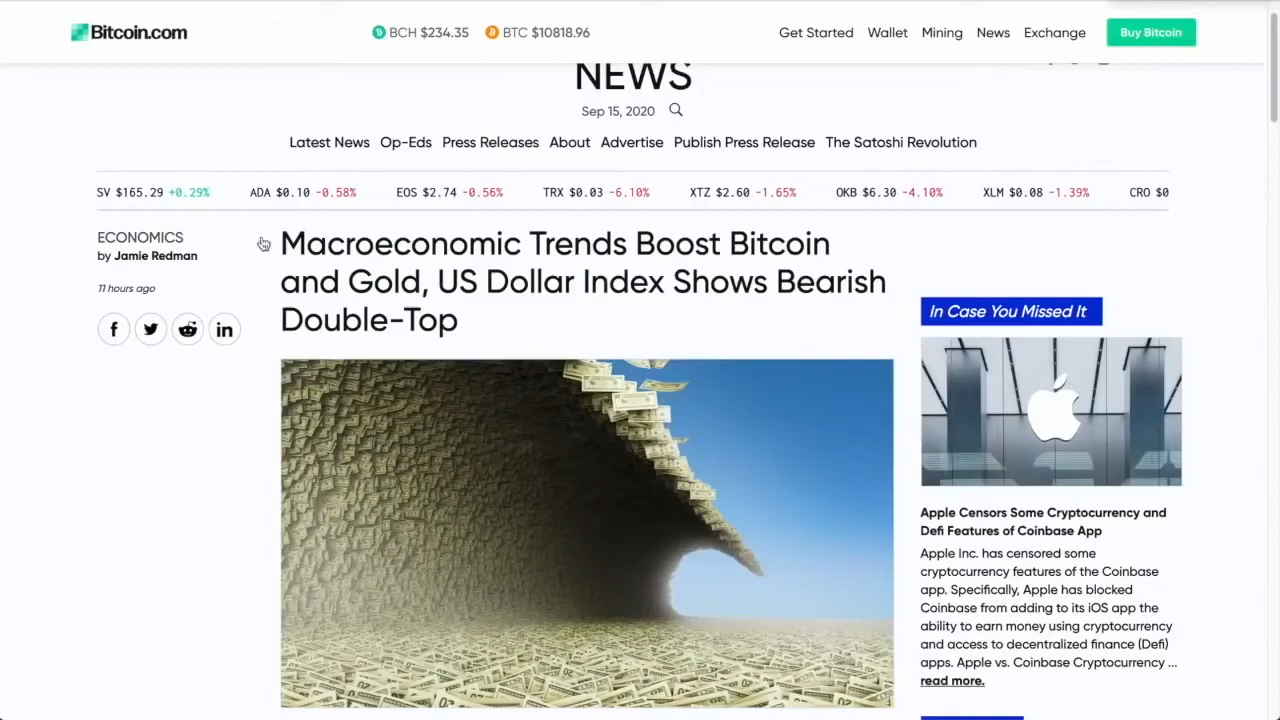 Bitcoin.com
BCH $234.35 BTC $10818.96
Get Started Wallet Mining News Exchange Buy Bitcoin
NEWS
Sep 15, 2020
Latest News Op-Eds Press Releases About Advertise Publish Press Release The Satoshi Revolution
SV $165.29 +0.29% ADA $0.10 -0.58% EOS $2.74 -0.56% TRX $0.03 -6.10% XTZ $2.60 -1.65% OKB $6.30 -4.10% XLM $0.08 -1.39% CRO $0
ECONOMICS
by Jamie Redman
11 hours ago
Macroeconomic Trends Boost Bitcoin
and Gold, US Dollar Index Shows Bearish
Double-Top
In Case You Missed It
Apple Censors Some Cryptocurrency and
Defi Features of Coinbase App
Apple Inc. has censored some
cryptocurrency features of the Coinbase
app. Specifically, Apple has blocked
Coinbase from adding to its iOS app the
ability to earn money using cryptocurrency
and access to decentralized finance (Defi)
apps. Apple vs. Coinbase Cryptocurrency ...
read more.